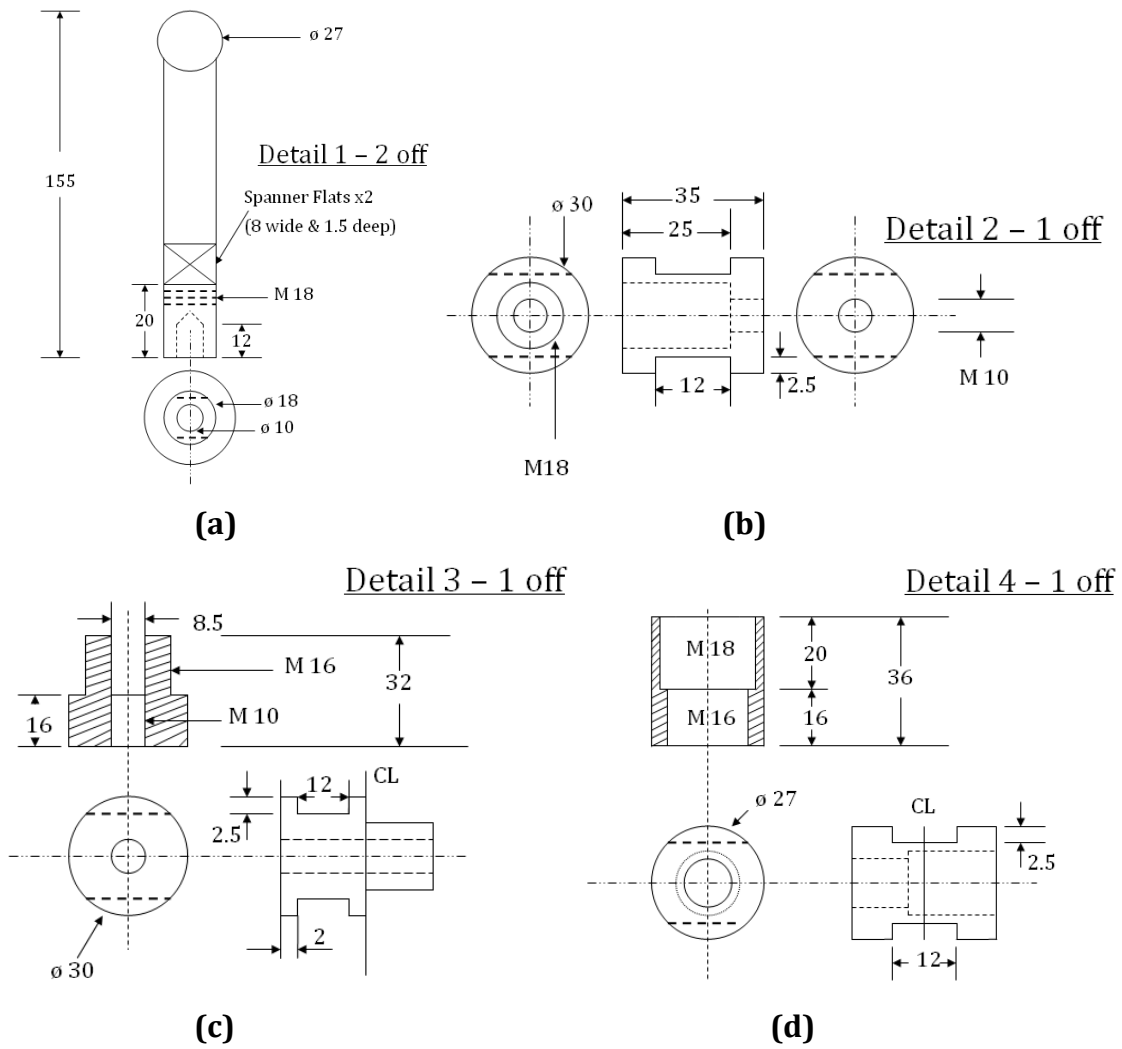 ø 27
155
Detail 1 – 2 off
Spanner Flats x2
(8 wide & 1.5 deep)
M 18
20
12
ø 18
ø 10
(a)
35
ø 30
25
Detail 2 – 1 off
12
2.5
M 10
M18
(b)
Detail 3 – 1 off
8.5
M 16
32
16
M 10
12
CL
2.5
2
ø 30
(c)
Detail 4 – 1 off
M 18
20
36
M 16
16
ø 27
CL
2.5
12
(d)